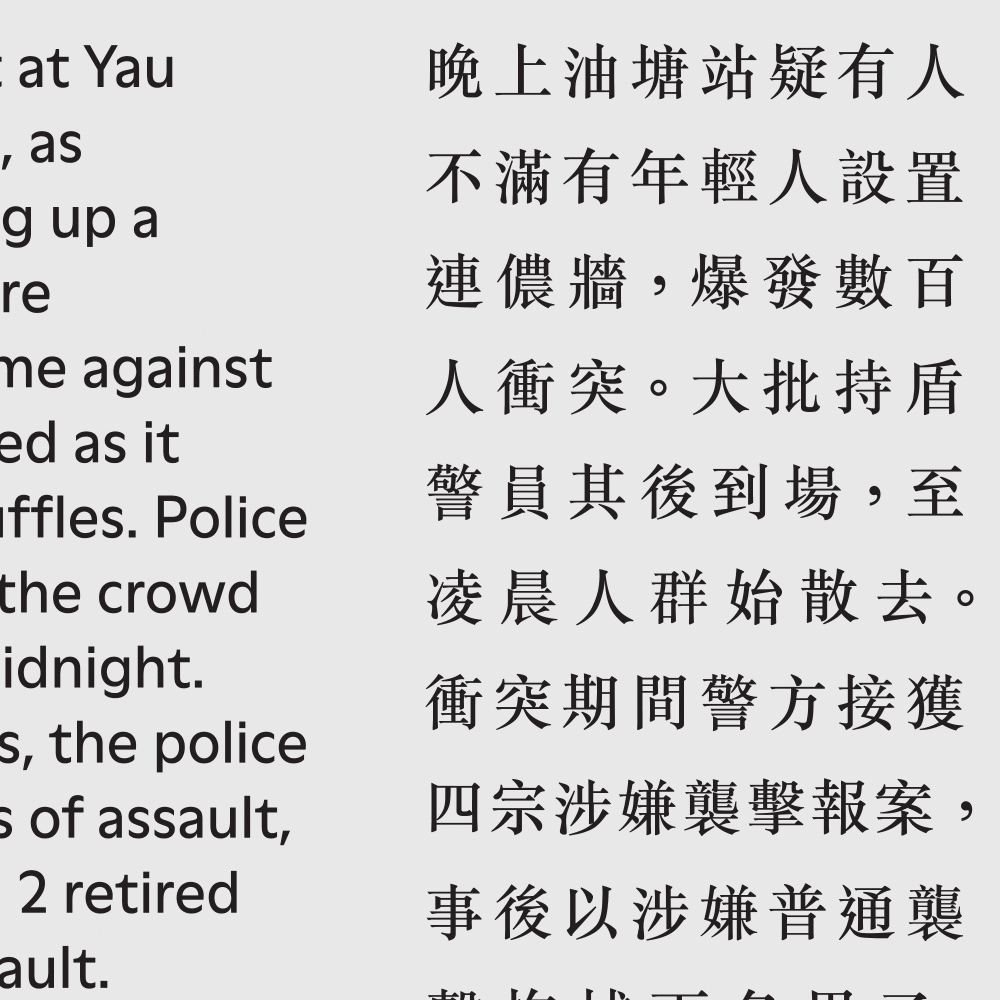 at Yau
, as
g up a
re
me against
ed as it
uffles. Police
the crowd
idnight.
s, the police
s of assault,
2 retired
ault.
晚上油塘站疑有人
不滿有年輕人設置
連儂牆，爆發數百
人衝突。大批持盾
警員其後到場，至
凌晨人群始散去。
衝突期間警方接獲
四宗涉嫌襲擊報案，
事後以涉嫌普通襲